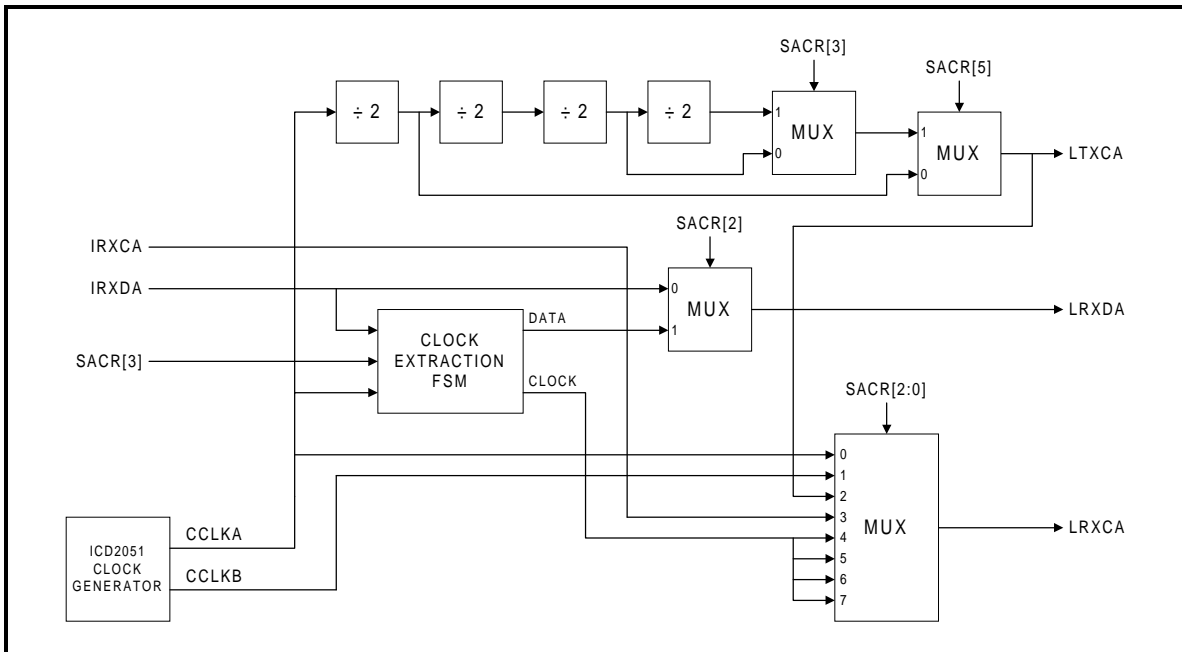 SACR[3]
SACR[5]
÷ 2
÷ 2
÷ 2
÷ 2
1
0
MUX
1
0
MUX
LTXCA
SACR[2]
IRXCA
IRXDA
0
1
MUX
LRXDA
SACR[3]
CLOCK
EXTRACTION
FSM
DATA
CLOCK
SACR[2:0]
0
1
2
3
4
5
6
7
MUX
LRXCA
ICD2051
CLOCK
GENERATOR
CCLKA
CCLKB